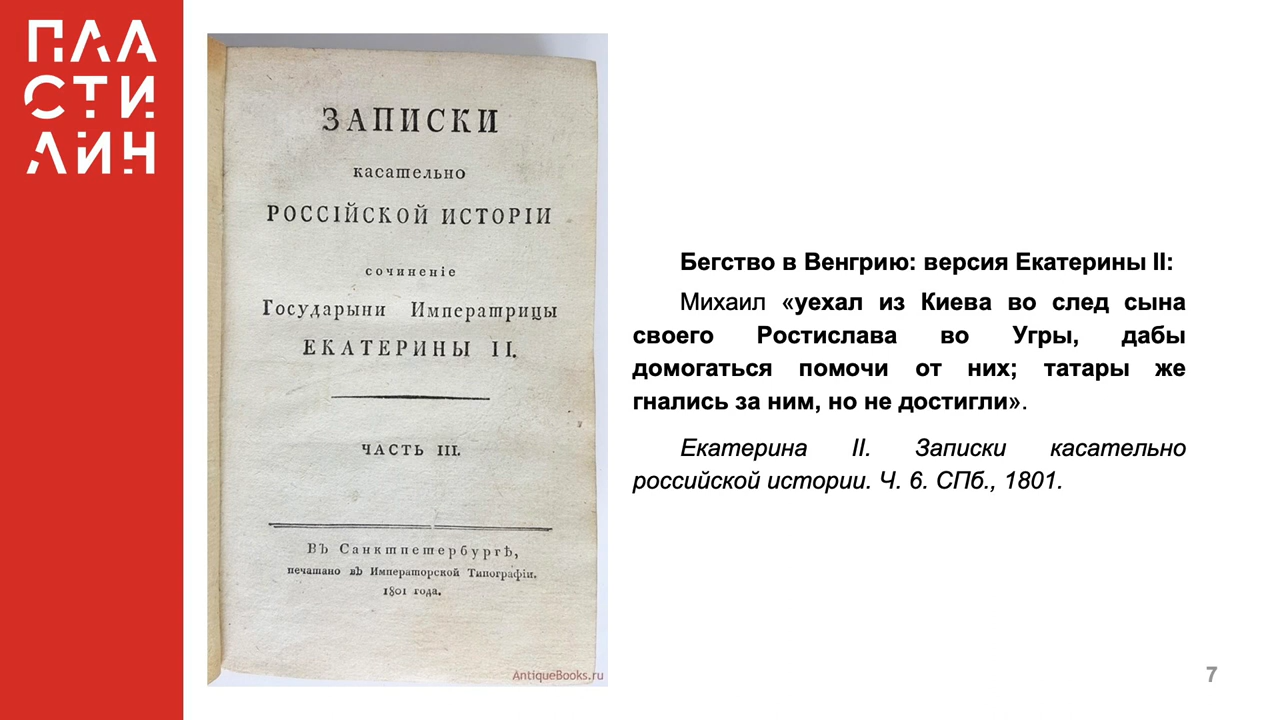 ПЛА
СТИ
ЛИН
ЗАПИСКИ
касательно
РОССІЙСКОЙ ИСТОРІИ
сочиненіе
Государыни Императрицы
ЕКАТЕРИНЫ II.
ЧАСТЬ III.
Въ Санктпетербургѣ,
печатано въ Императорской Типографіи.
1801 года.
AntiqueBooks.ru
Бегство в Венгрию: версия Екатерины II:
Михаил «уехал из Киева во след сына
своего Ростислава во Угры, дабы
домогаться помочи от них; татары же
гнались за ним, но не достигли».
Екатерина II. Записки касательно
российской истории. Ч. 6. СПб., 1801.
7